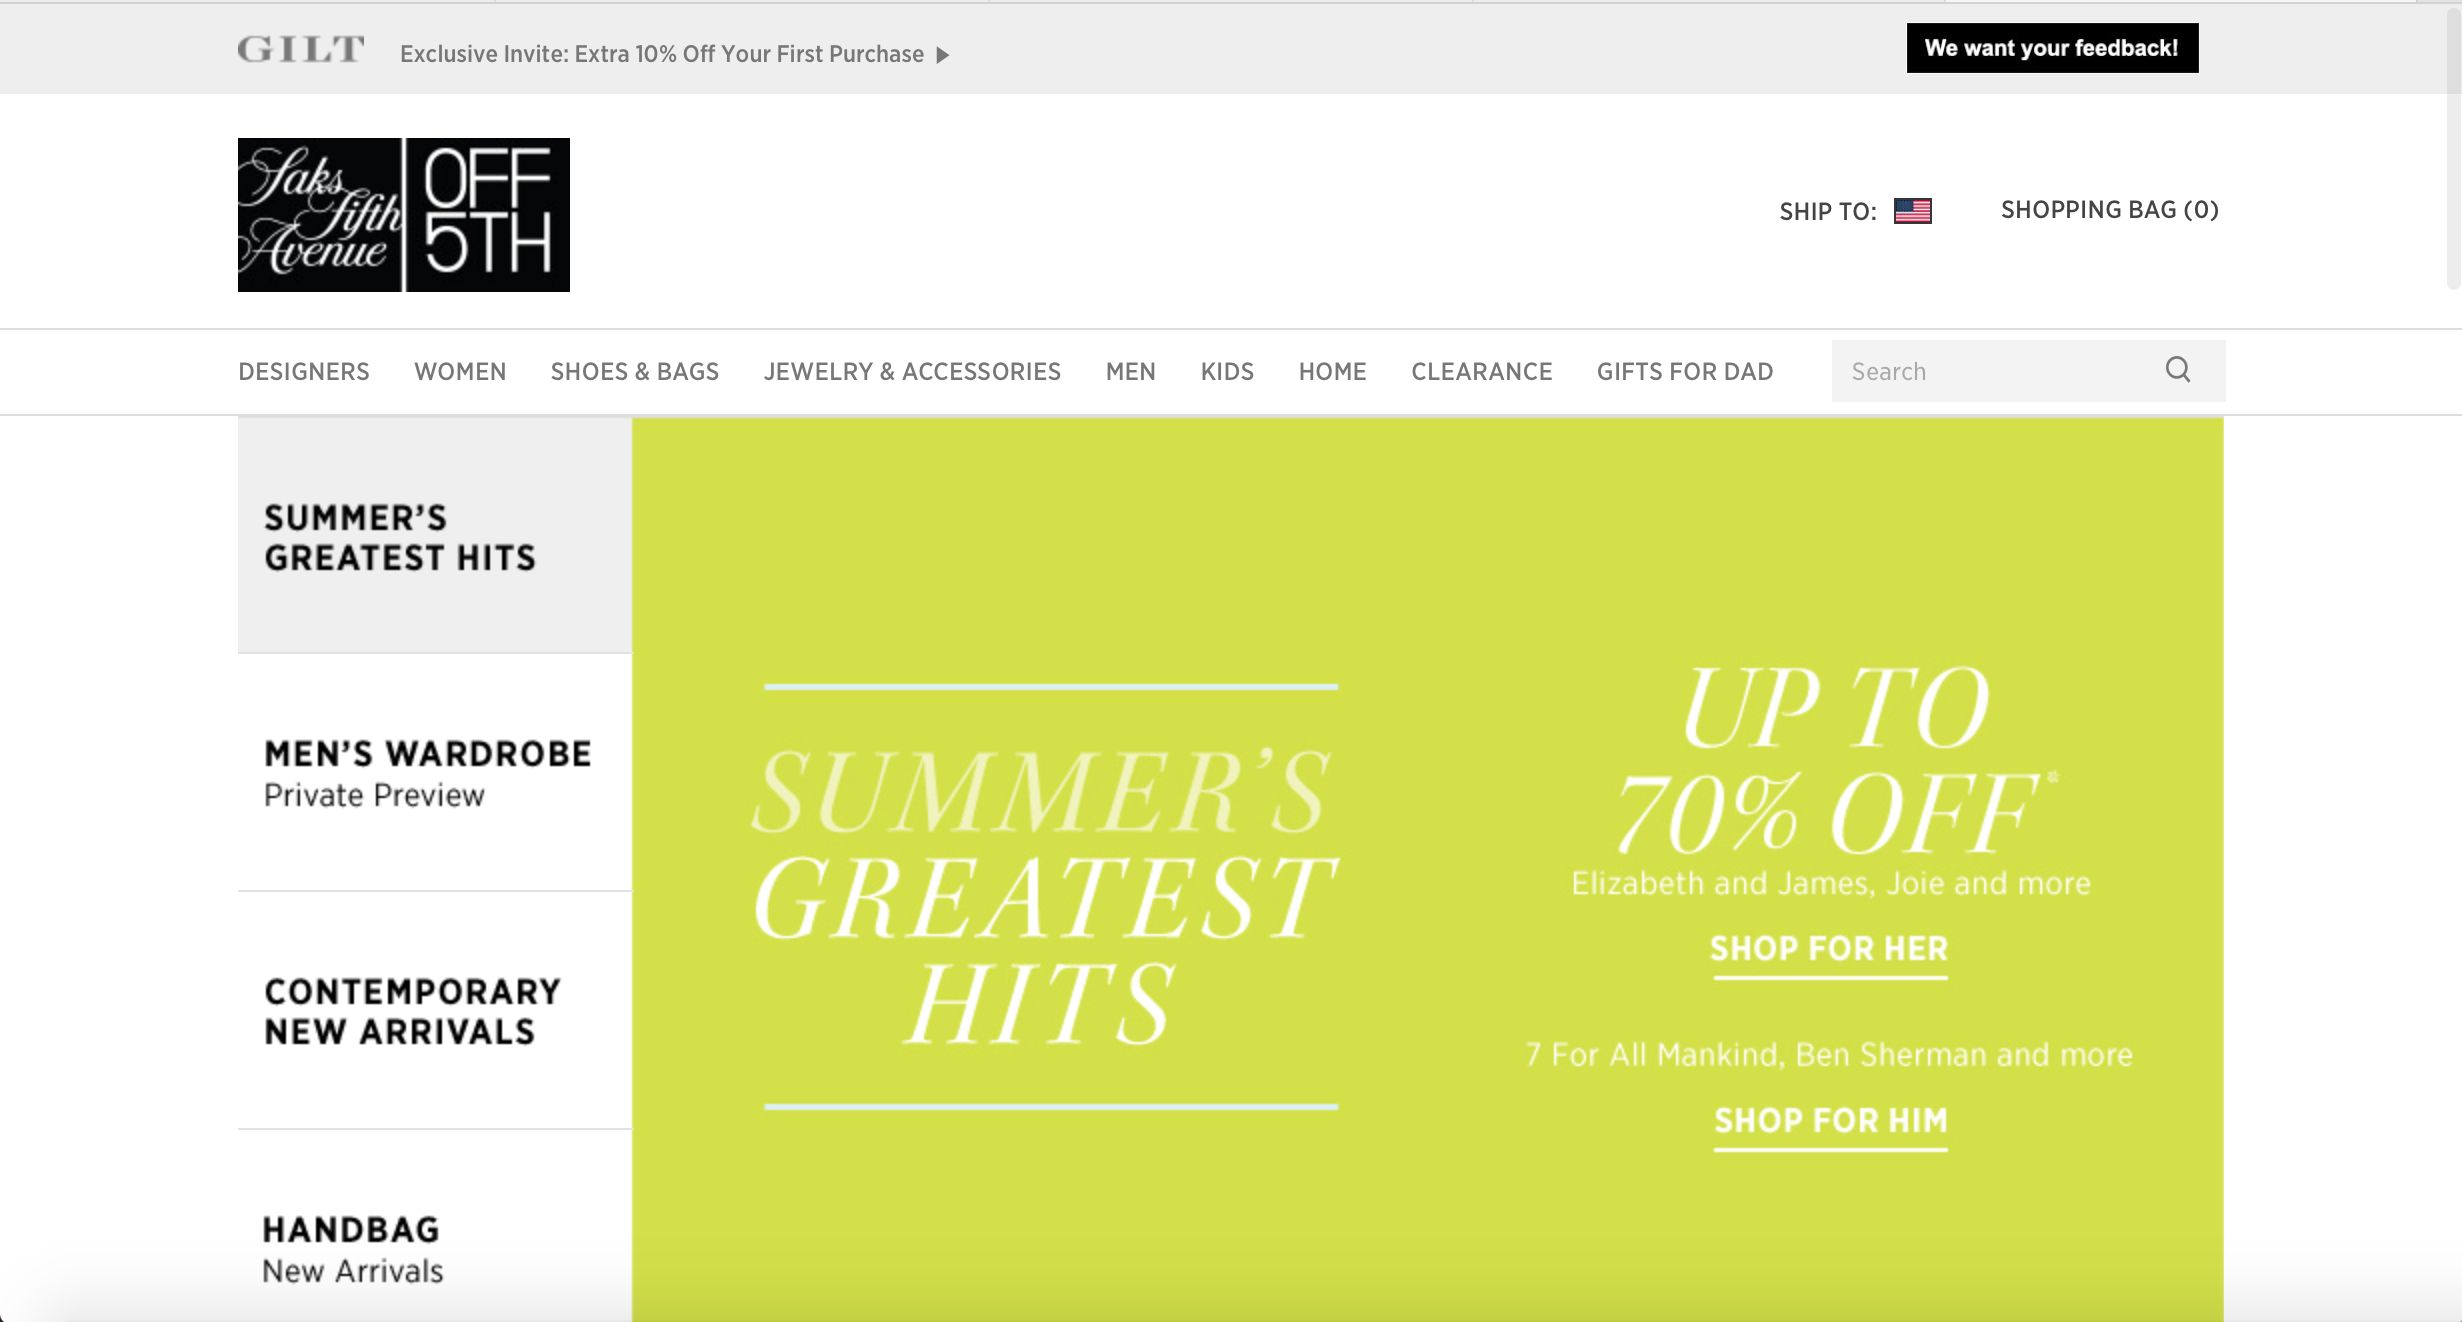 GILT
Exclusive Invite: Extra 10% Off Your First Purchase
We want your feedback!
Saks
Fifth
Avenue
OFF
5TH
SHIP TO:
SHOPPING BAG (0)
DESIGNERS WOMEN SHOES & BAGS JEWELRY & ACCESSORIES MEN KIDS HOME CLEARANCE GIFTS FOR DAD Search
SUMMER’S
GREATEST HITS
MEN’S WARDROBE
Private Preview
CONTEMPORARY
NEW ARRIVALS
HANDBAG
New Arrivals
SUMMER’S
GREATEST
HITS
UP TO
70% OFF*
Elizabeth and James, Joie and more
SHOP FOR HER
7 For All Mankind, Ben Sherman and more
SHOP FOR HIM